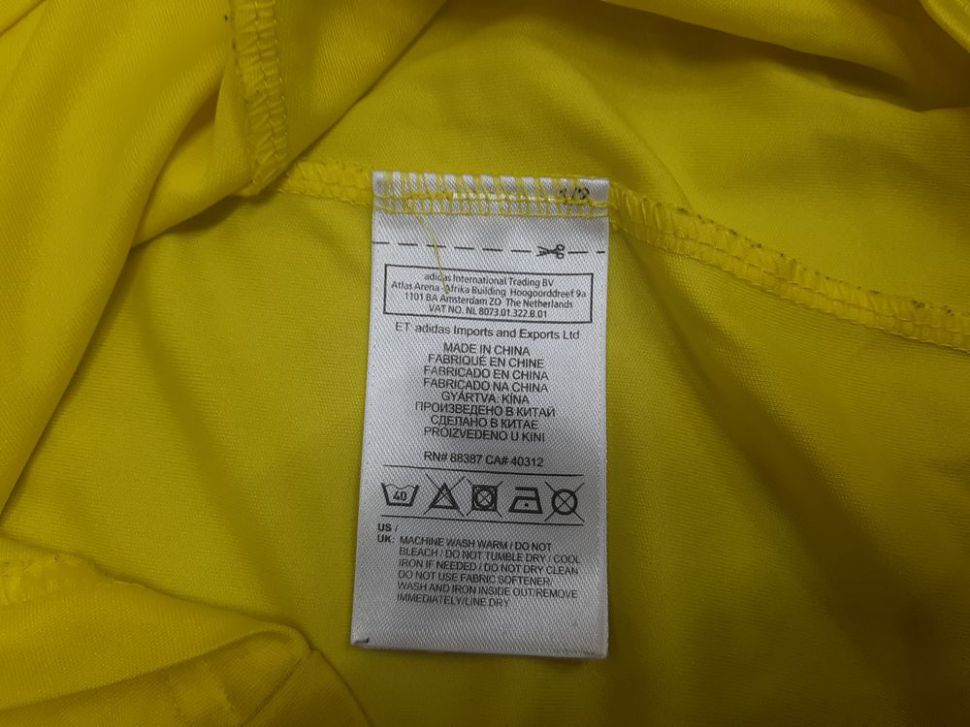 adidas International Trading BV
Atlas Arena - Afrika Building Hoogoorddreef 9a
1101 BA Amsterdam ZO The Netherlands
VAT NO. NL 8073.01.322.B.01
ET adidas Imports and Exports Ltd
MADE IN CHINA
FABRIQUÉ EN CHINE
FABRICADO EN CHINA
FABRICADO NA CHINA
GYÁRTVA: KÍNA
ПРОИЗВЕДЕНО В КИТАЙ
СДЕЛАНО В КИТАЕ
PROIZVEDENO U KINI
RN# 88387 CA# 40312
40
US /
UK: MACHINE WASH WARM / DO NOT
BLEACH / DO NOT TUMBLE DRY / COOL
IRON IF NEEDED / DO NOT DRY CLEAN
DO NOT USE FABRIC SOFTENER/
WASH AND IRON INSIDE OUT/REMOVE
IMMEDIATELY/LINE DRY